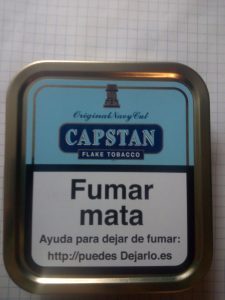 Original Navy Cut
CAPSTAN
FLAKE TOBACCO
Fumar
mata
Ayuda para dejar de fumar:
http://puedes Dejarlo.es